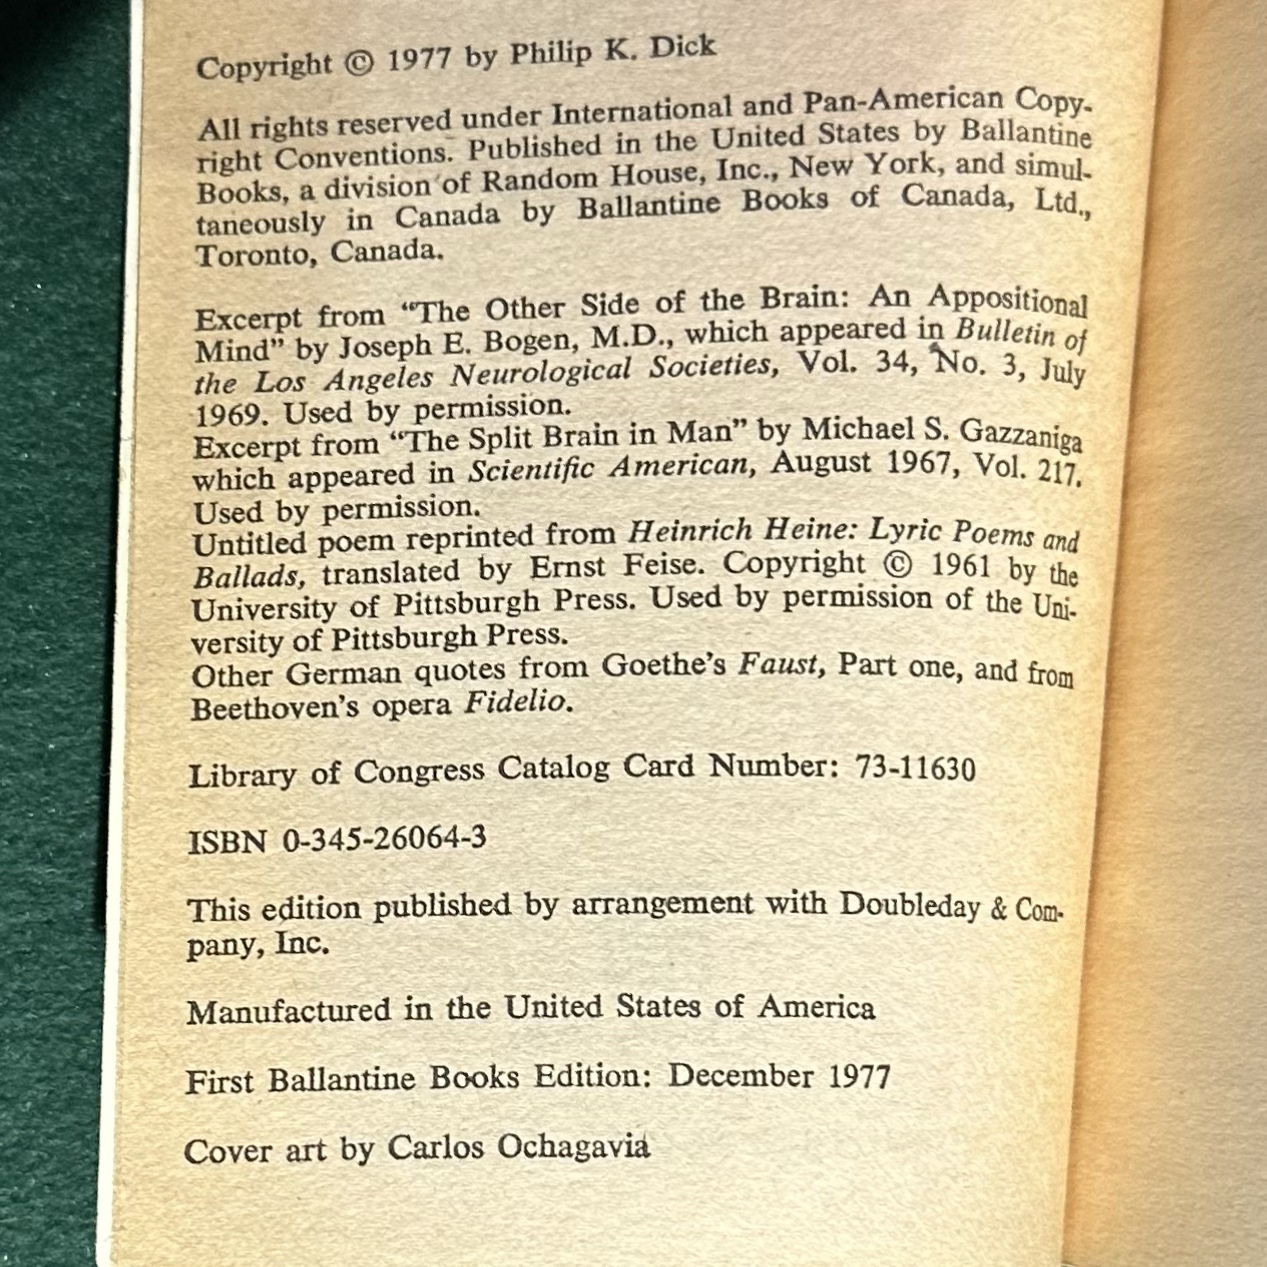 Copyright © 1977 by Philip K. Dick
All rights reserved under International and Pan-American Copy-
right Conventions. Published in the United States by Ballantine
Books, a division of Random House, Inc., New York, and simul-
taneously in Canada by Ballantine Books of Canada, Ltd.,
Toronto, Canada.
Excerpt from “The Other Side of the Brain: An Appositional
Mind” by Joseph E. Bogen, M.D., which appeared in Bulletin of
the Los Angeles Neurological Societies, Vol. 34, No. 3, July
1969. Used by permission.
Excerpt from “The Split Brain in Man” by Michael S. Gazzaniga
which appeared in Scientific American, August 1967, Vol. 217.
Used by permission.
Untitled poem reprinted from Heinrich Heine: Lyric Poems and
Ballads, translated by Ernst Feise. Copyright © 1961 by the
University of Pittsburgh Press. Used by permission of the Uni-
versity of Pittsburgh Press.
Other German quotes from Goethe’s Faust, Part one, and from
Beethoven’s opera Fidelio.
Library of Congress Catalog Card Number: 73-11630
ISBN 0-345-26064-3
This edition published by arrangement with Doubleday & Com-
pany, Inc.
Manufactured in the United States of America
First Ballantine Books Edition: December 1977
Cover art by Carlos Ochagavia